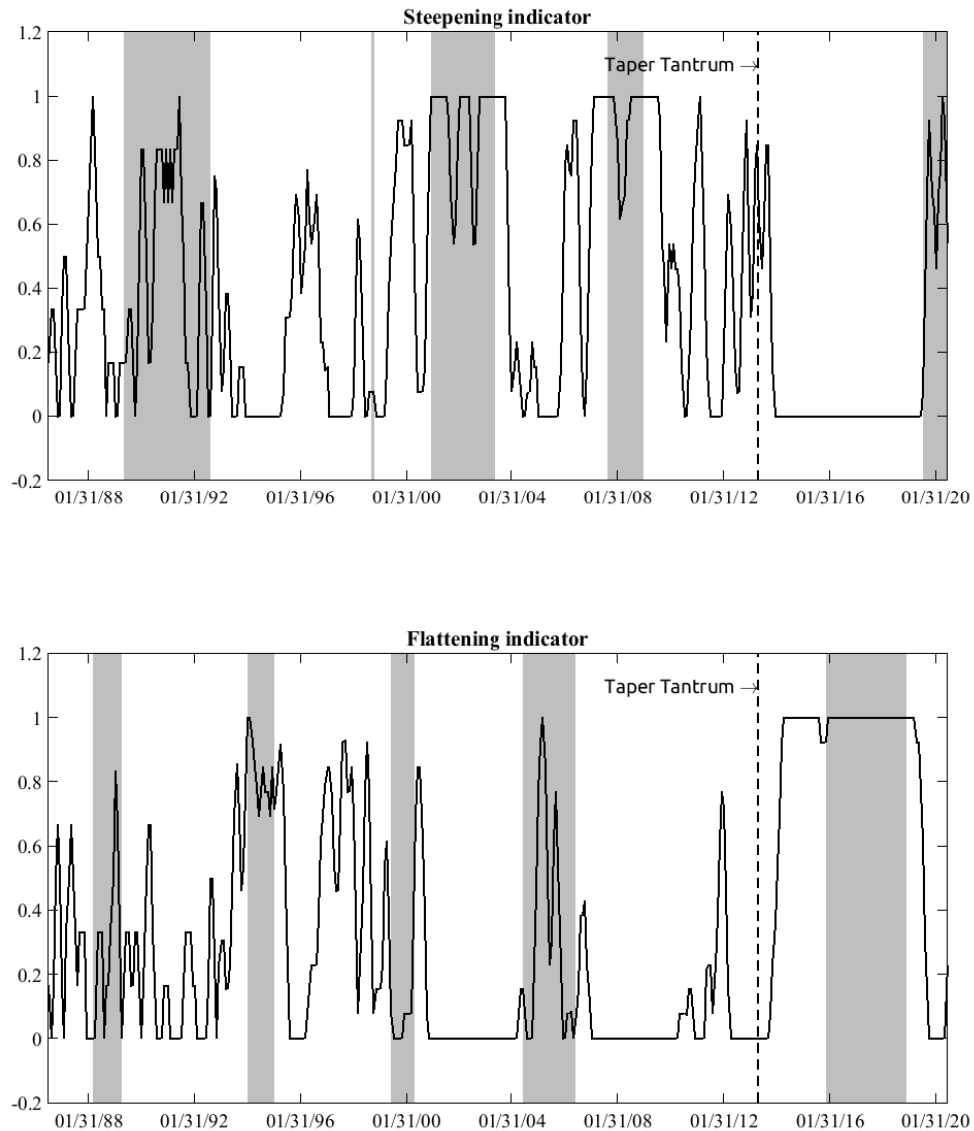 Steepening indicator
1.2
1
0.8
0.6
0.4
0.2
0
-0.2
Taper Tantrum →
01/31/88 01/31/92 01/31/96 01/31/00 01/31/04 01/31/08 01/31/12 01/31/16 01/31/20
Flattening indicator
1.2
1
0.8
0.6
0.4
0.2
0
-0.2
Taper Tantrum →
01/31/88 01/31/92 01/31/96 01/31/00 01/31/04 01/31/08 01/31/12 01/31/16 01/31/20